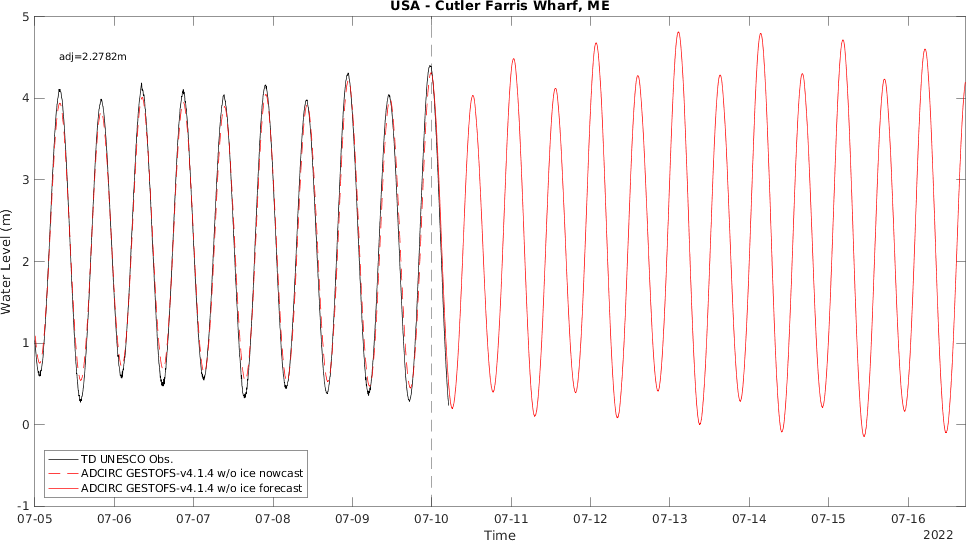 USA - Cutler Farris Wharf, ME
5
adj=2.2782m
4
3
2
1
0
-1
Water Level (m)
TD UNESCO Obs.
ADCIRC GESTOFS-v4.1.4 w/o ice nowcast
ADCIRC GESTOFS-v4.1.4 w/o ice forecast
07-05 07-06 07-07 07-08 07-09 07-10 07-11 07-12 07-13 07-14 07-15 07-16
Time
2022